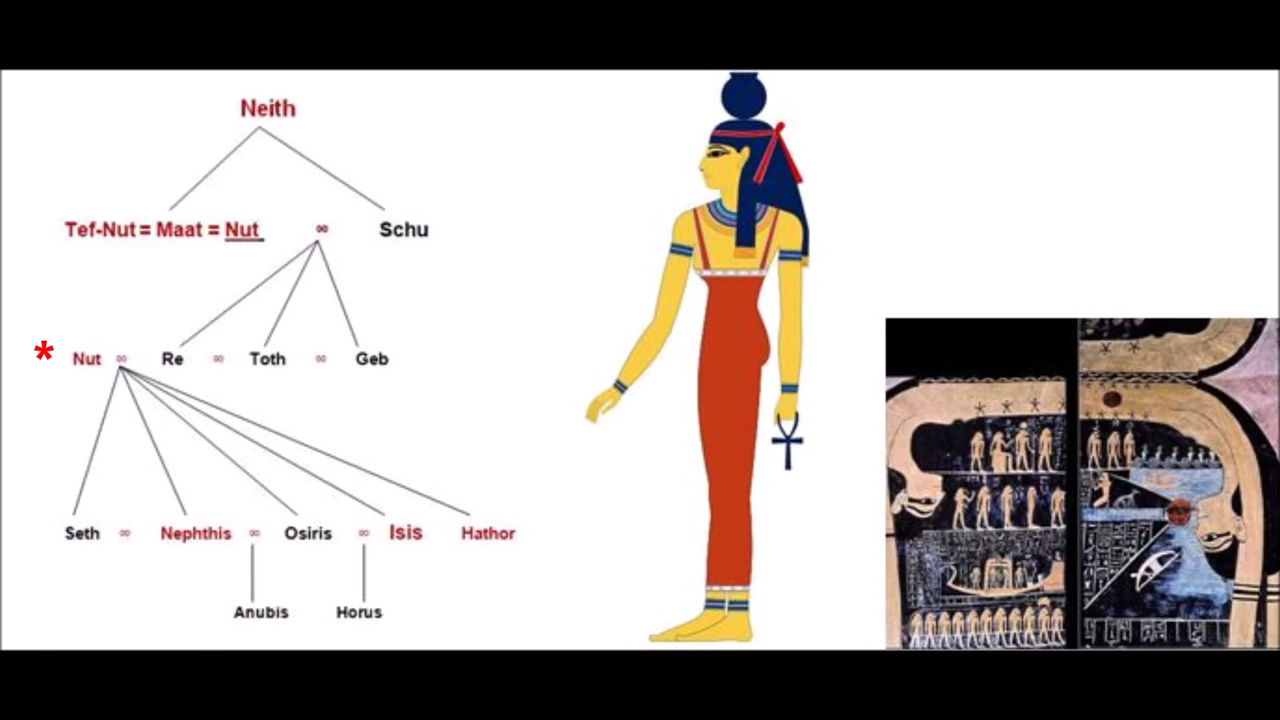 Neith
Tef-Nut = Maat = Nut ∞ Schu
* Nut ∞ Re ∞ Toth ∞ Geb
Seth ∞ Nephthis ∞ Osiris ∞ Isis Hathor
Anubis Horus